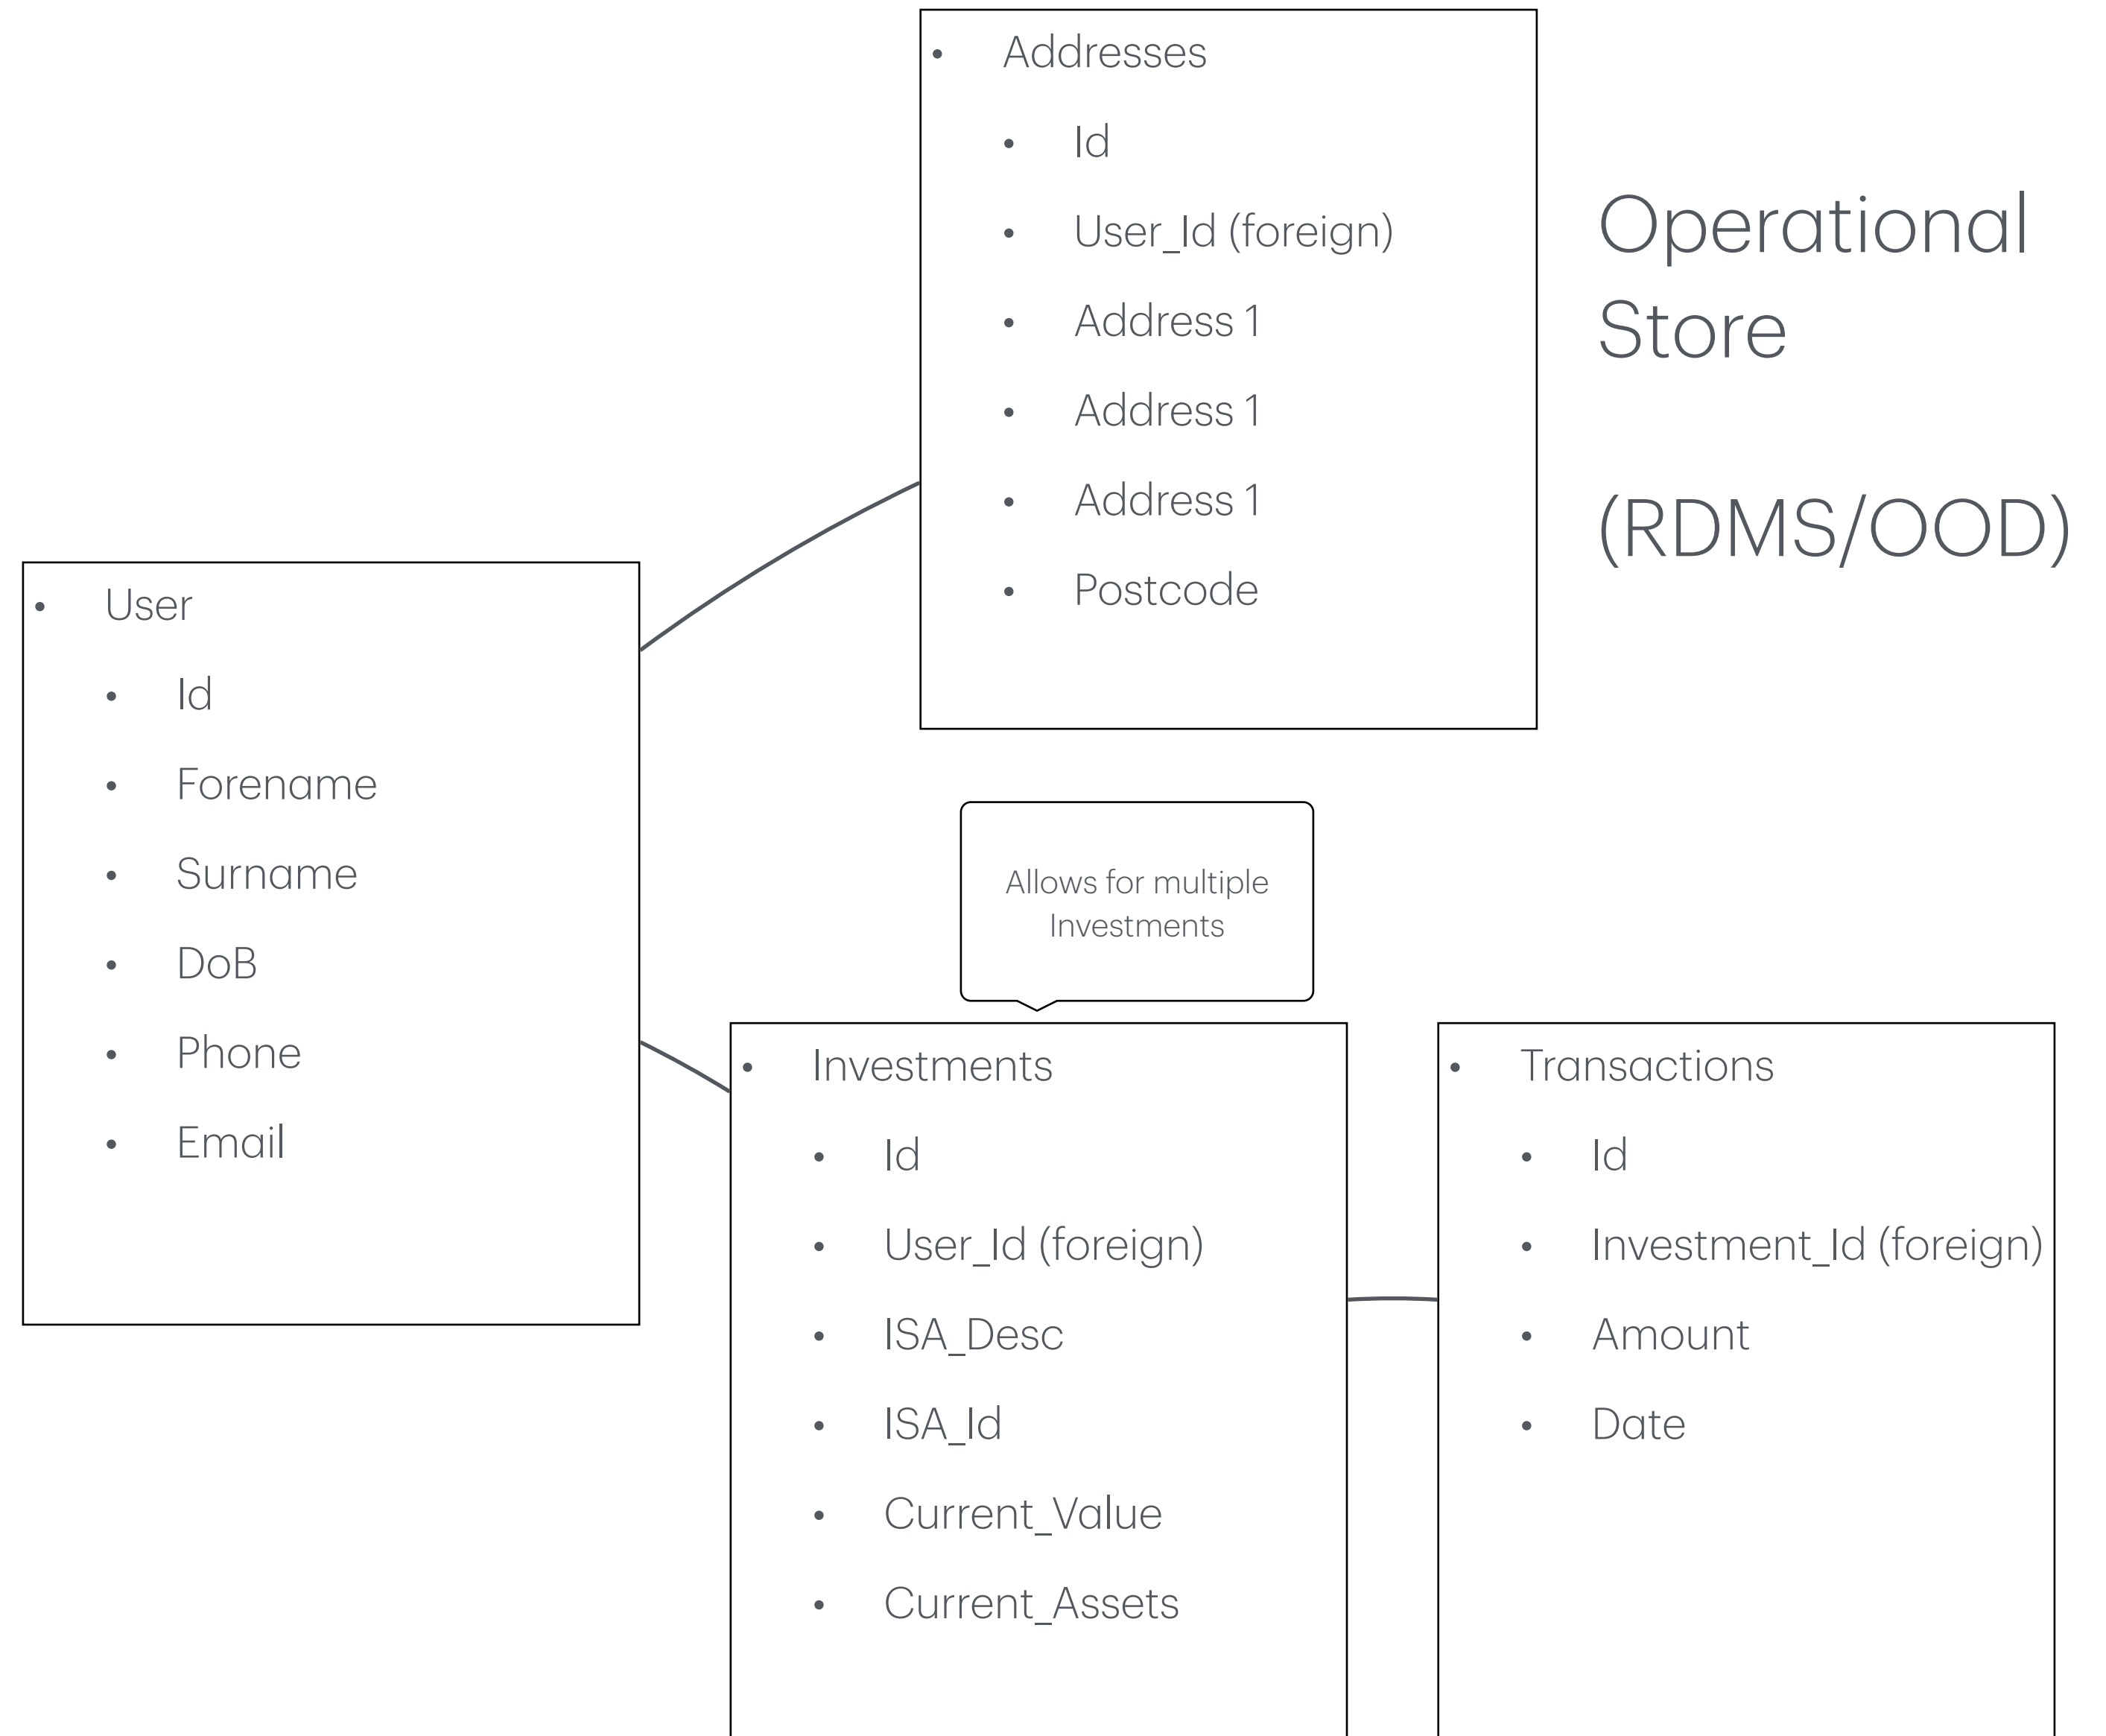 Addresses
Id
User_Id (foreign)
Address 1
Address 1
Address 1
Postcode
Operational
Store
(RDMS/OOD)
User
Id
Forename
Surname
DoB
Phone
Email
Allows for multiple
Investments
Investments
Id
User_Id (foreign)
ISA_Desc
ISA_Id
Current_Value
Current_Assets
Transactions
Id
Investment_Id (foreign)
Amount
Date